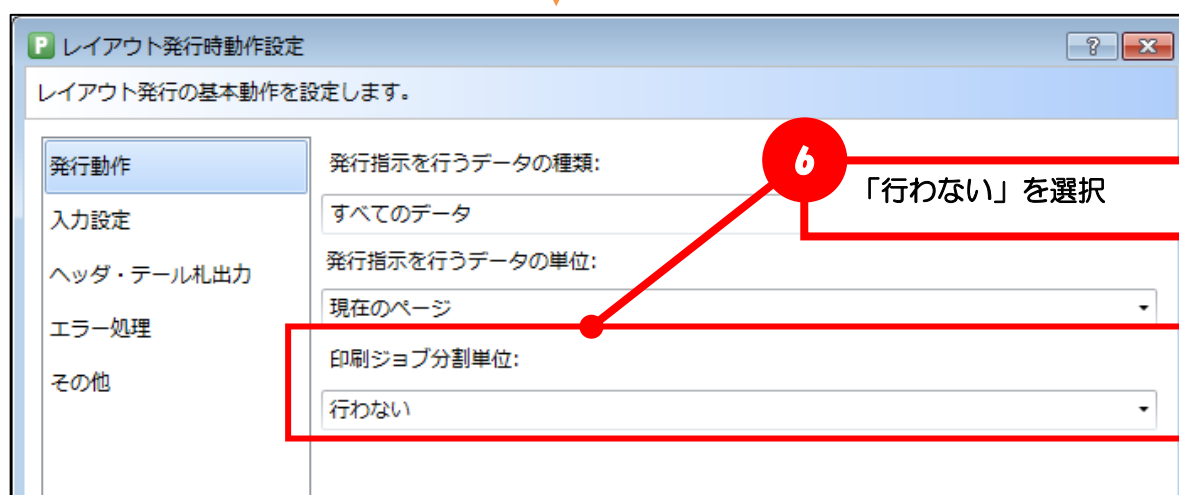 レイアウト発行時動作設定
レイアウト発行の基本動作を設定します。
発行動作
入力設定
ヘッダ・テール札出力
エラー処理
その他
発行指示を行うデータの種類:
すべてのデータ
発行指示を行うデータの単位:
現在のページ
印刷ジョブ分割単位:
行わない
6
「行わない」を選択